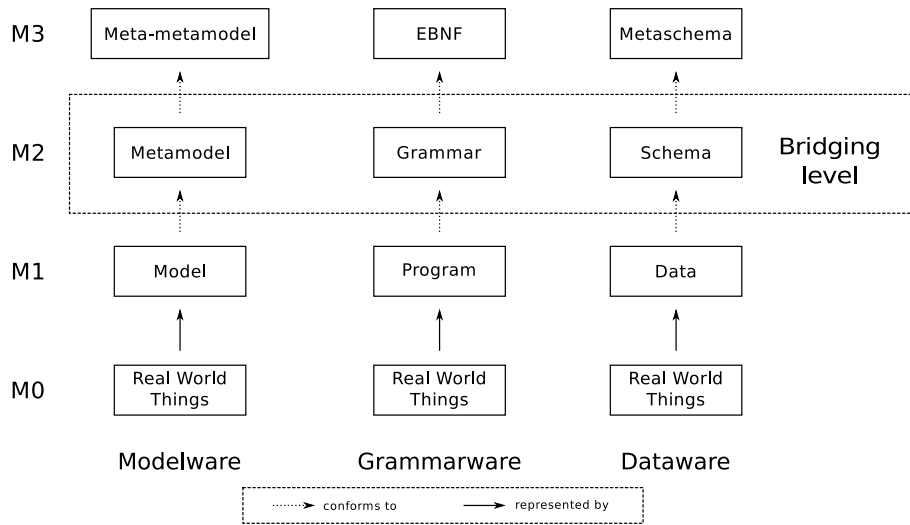 M3
Meta-metamodel
EBNF
Metaschema
M2
Metamodel
Grammar
Schema
Bridging
level
M1
Model
Program
Data
M0
Real World
Things
Real World
Things
Real World
Things
Modelware
Grammarware
Dataware
conforms to
represented by